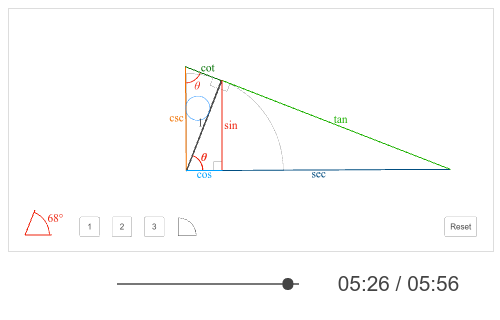 cot
θ
csc
1
sin
tan
θ
cos
sec
68°
1
2
3
Reset
05:26 / 05:56